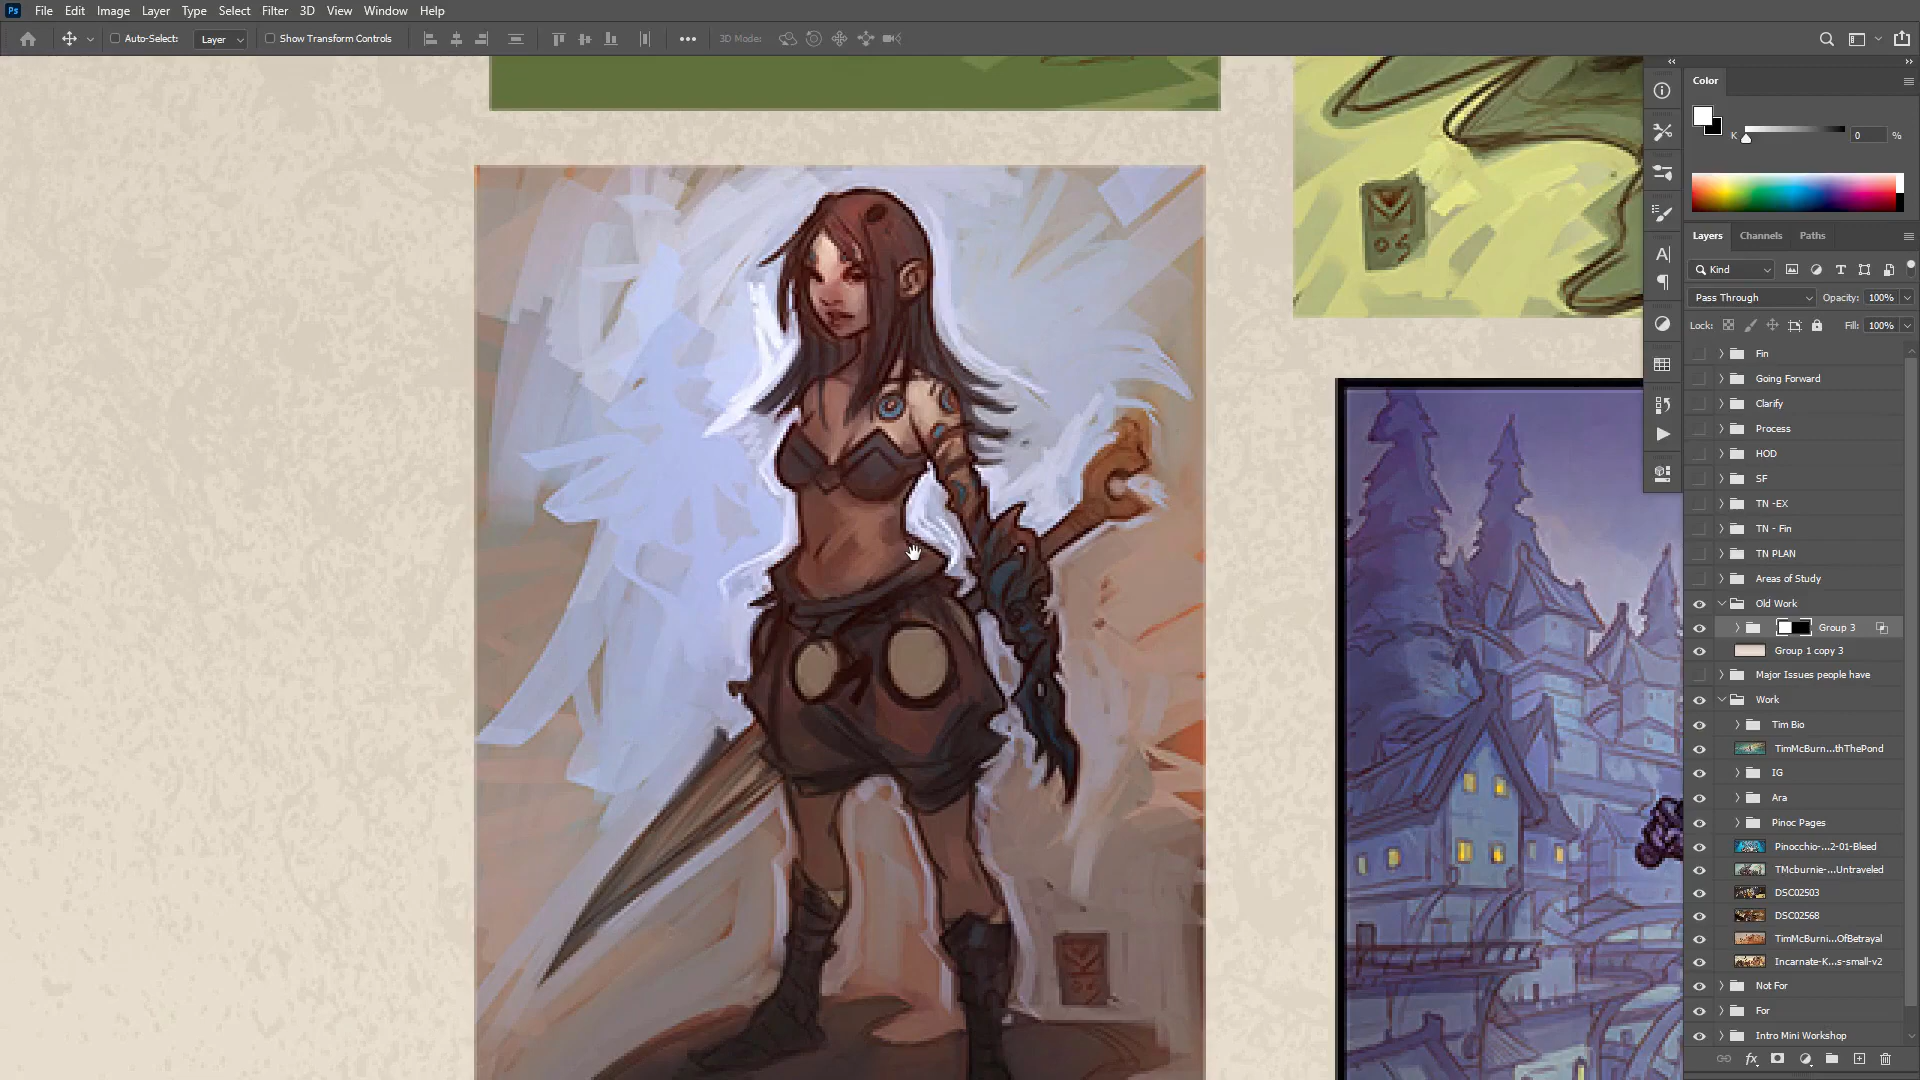 Ps File Edit Image Layer Type Select Filter 3D View Window Help
Auto-Select: Layer Show Transform Controls 3D Mode:
Color
K 0 %
Layers Channels Paths
Kind
Pass Through Opacity: 100%
Lock: Fill: 100%
Fin
Going Forward
Clarify
Process
HOD
SF
TN -EX
TN - Fin
TN PLAN
Areas of Study
Old Work
Group 3
Group 1 copy 3
Major Issues people have
Work
Tim Bio
TimMcBurn...thThePond
IG
Ara
Pinoc Pages
Pinocchio-...2-01-Bleed
TMcburnie-...Untraveled
DSC02503
DSC02568
TimMcBurni...OfBetrayal
Incarnate-K...s-small-v2
Not For
For
Intro Mini Workshop